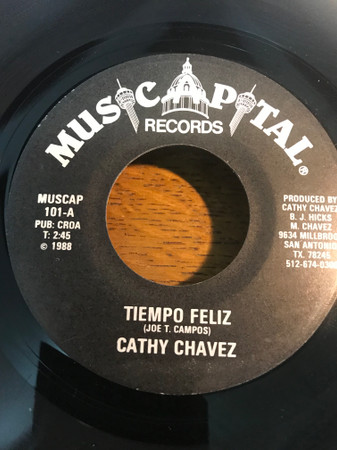 MUSICAPITAL®
RECORDS
MUSCAP
101-A
PUB: CROA
T: 2:45
© 1988
PRODUCED BY
CATHY CHAVEZ
B. J. HICKS
M. CHAVEZ
9634
SAN ANTONIO
TX. 78245
TIEMPO FELIZ
(JOE T. CAMPOS)
CATHY CHAVEZ